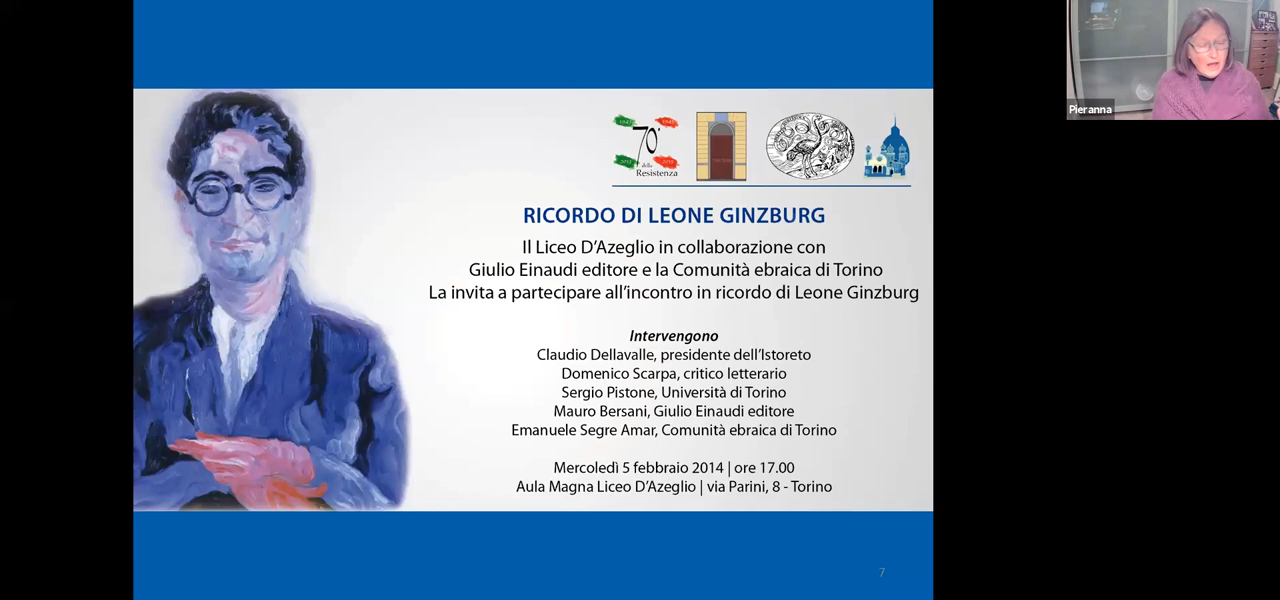 70°
della
Resistenza
RICORDO DI LEONE GINZBURG
Il Liceo D'Azeglio in collaborazione con
Giulio Einaudi editore e la Comunità ebraica di Torino
La invita a partecipare all'incontro in ricordo di Leone Ginzburg
Intervengono
Claudio Dellavalle, presidente dell'Istoreto
Domenico Scarpa, critico letterario
Sergio Pistone, Università di Torino
Mauro Bersani, Giulio Einaudi editore
Emanuele Segre Amar, Comunità ebraica di Torino
Mercoledì 5 febbraio 2014 | ore 17.00
Aula Magna Liceo D'Azeglio | via Parini, 8 - Torino
7
Pieranna